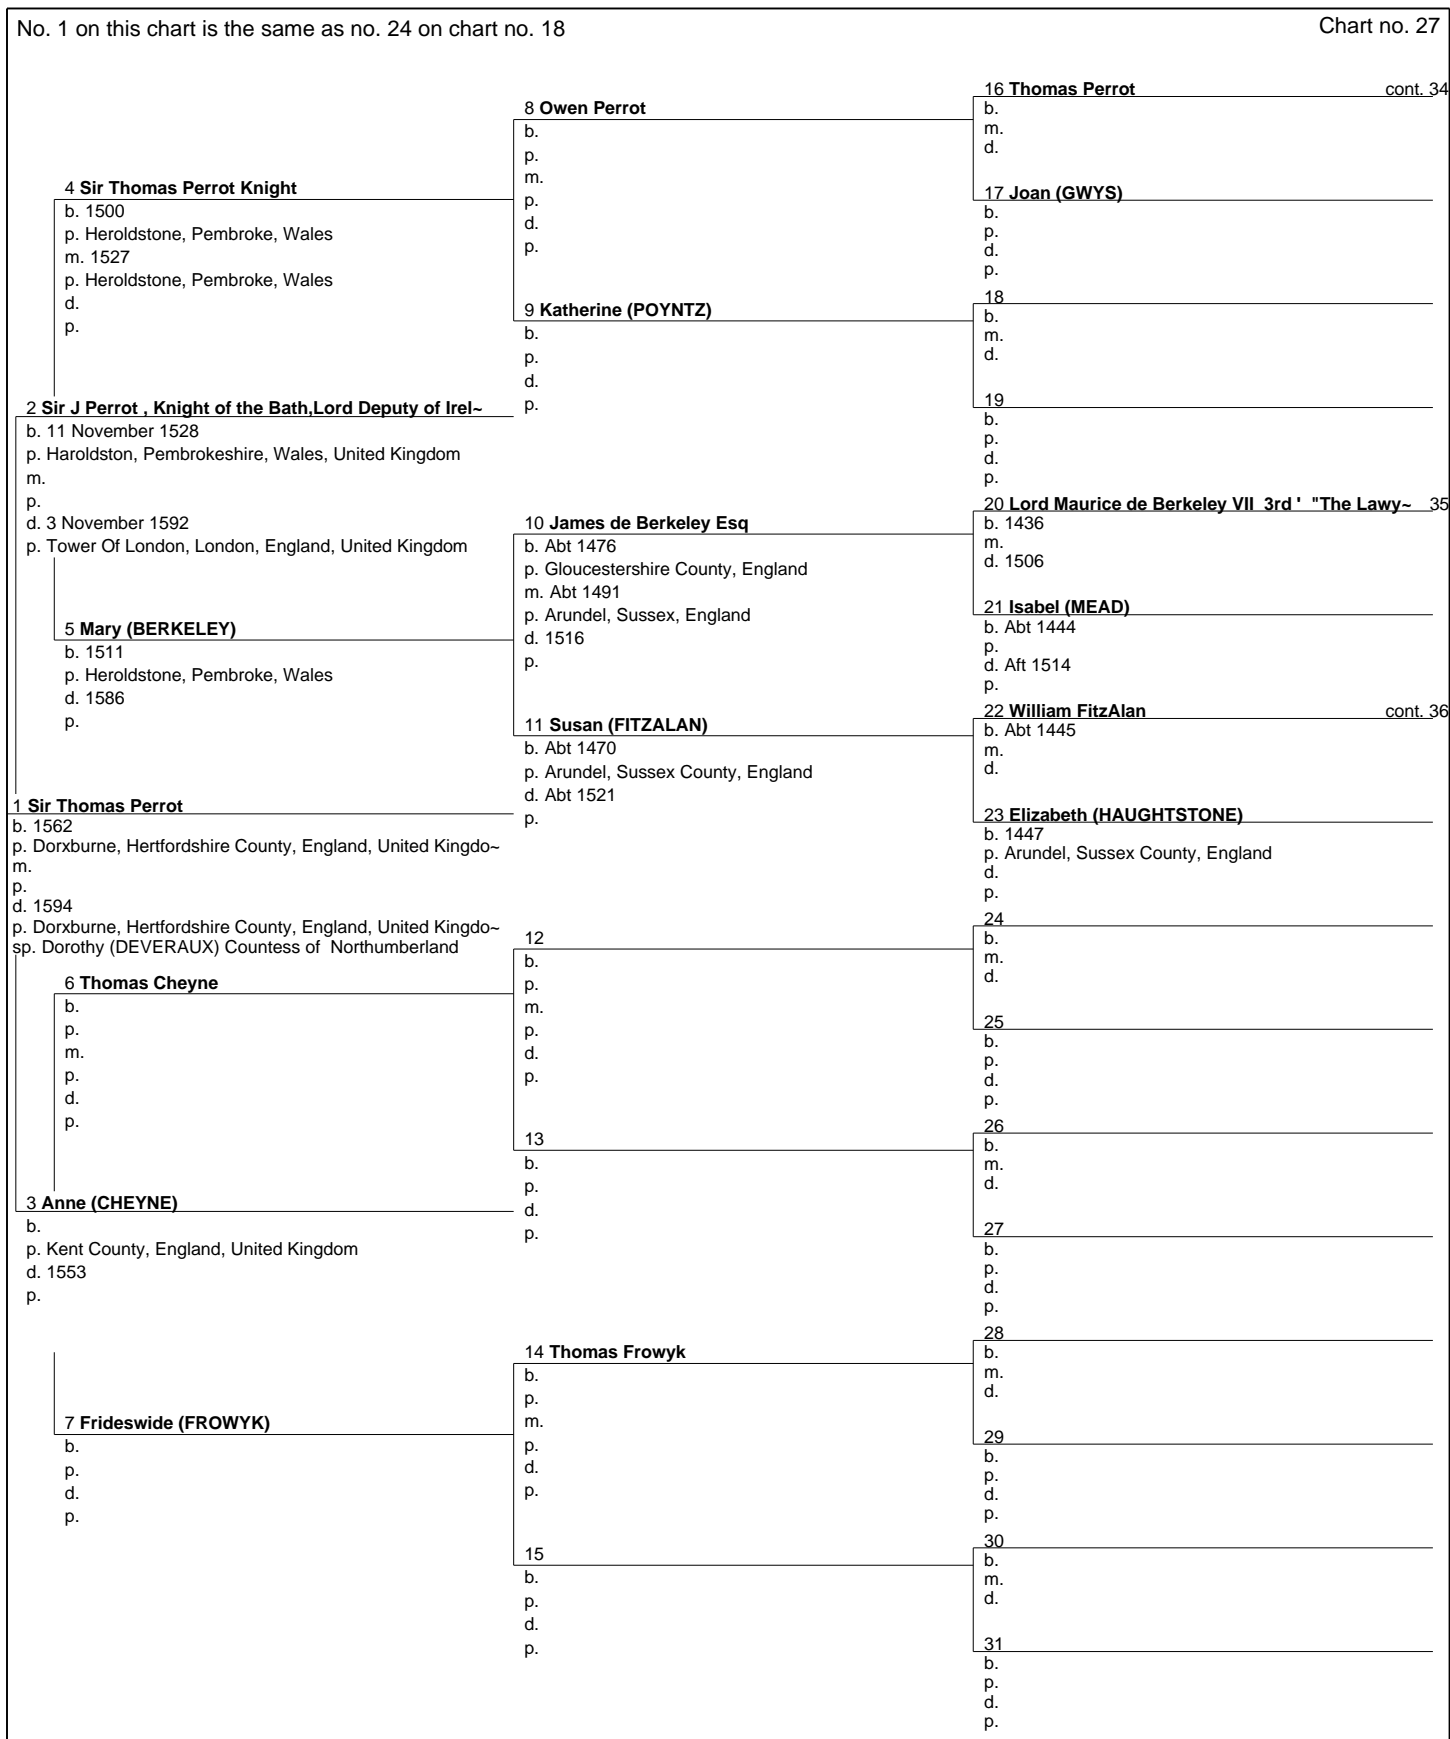 No. 1 on this chart is the same as no. 24 on chart no. 18
Chart no. 27
1 Sir Thomas Perrot
b. 1562
p. Dorxburne, Hertfordshire County, England, United Kingdo~
m.
p.
d. 1594
p. Dorxburne, Hertfordshire County, England, United Kingdo~
sp. Dorothy (DEVERAUX) Countess of Northumberland
2 Sir J Perrot , Knight of the Bath,Lord Deputy of Irel~
b. 11 November 1528
p. Haroldston, Pembrokeshire, Wales, United Kingdom
m.
p.
d. 3 November 1592
p. Tower Of London, London, England, United Kingdom
3 Anne (CHEYNE)
b.
p. Kent County, England, United Kingdom
d. 1553
p.
4 Sir Thomas Perrot Knight
b. 1500
p. Heroldstone, Pembroke, Wales
m. 1527
p. Heroldstone, Pembroke, Wales
d.
p.
5 Mary (BERKELEY)
b. 1511
p. Heroldstone, Pembroke, Wales
d. 1586
p.
6 Thomas Cheyne
b.
p.
m.
p.
d.
p.
7 Frideswide (FROWYK)
b.
p.
d.
p.
8 Owen Perrot
b.
p.
m.
p.
d.
p.
9 Katherine (POYNTZ)
b.
p.
d.
p.
10 James de Berkeley Esq
b. Abt 1476
p. Gloucestershire County, England
m. Abt 1491
p. Arundel, Sussex, England
d. 1516
p.
11 Susan (FITZALAN)
b. Abt 1470
p. Arundel, Sussex County, England
d. Abt 1521
p.
12
b.
p.
m.
p.
d.
p.
13
b.
p.
d.
p.
14 Thomas Frowyk
b.
p.
m.
p.
d.
p.
15
b.
p.
d.
p.
16 Thomas Perrot cont. 34
b.
m.
d.
17 Joan (GWYS)
b.
p.
d.
p.
18
b.
m.
d.
19
b.
p.
d.
p.
20 Lord Maurice de Berkeley VII 3rd ' "The Lawy~ 35
b. 1436
m.
d. 1506
21 Isabel (MEAD)
b. Abt 1444
p.
d. Aft 1514
p.
22 William FitzAlan cont. 36
b. Abt 1445
m.
d.
23 Elizabeth (HAUGHTSTONE)
b. 1447
p. Arundel, Sussex County, England
d.
p.
24
b.
m.
d.
25
b.
p.
d.
p.
26
b.
m.
d.
27
b.
p.
d.
p.
28
b.
m.
d.
29
b.
p.
d.
p.
30
b.
m.
d.
31
b.
p.
d.
p.